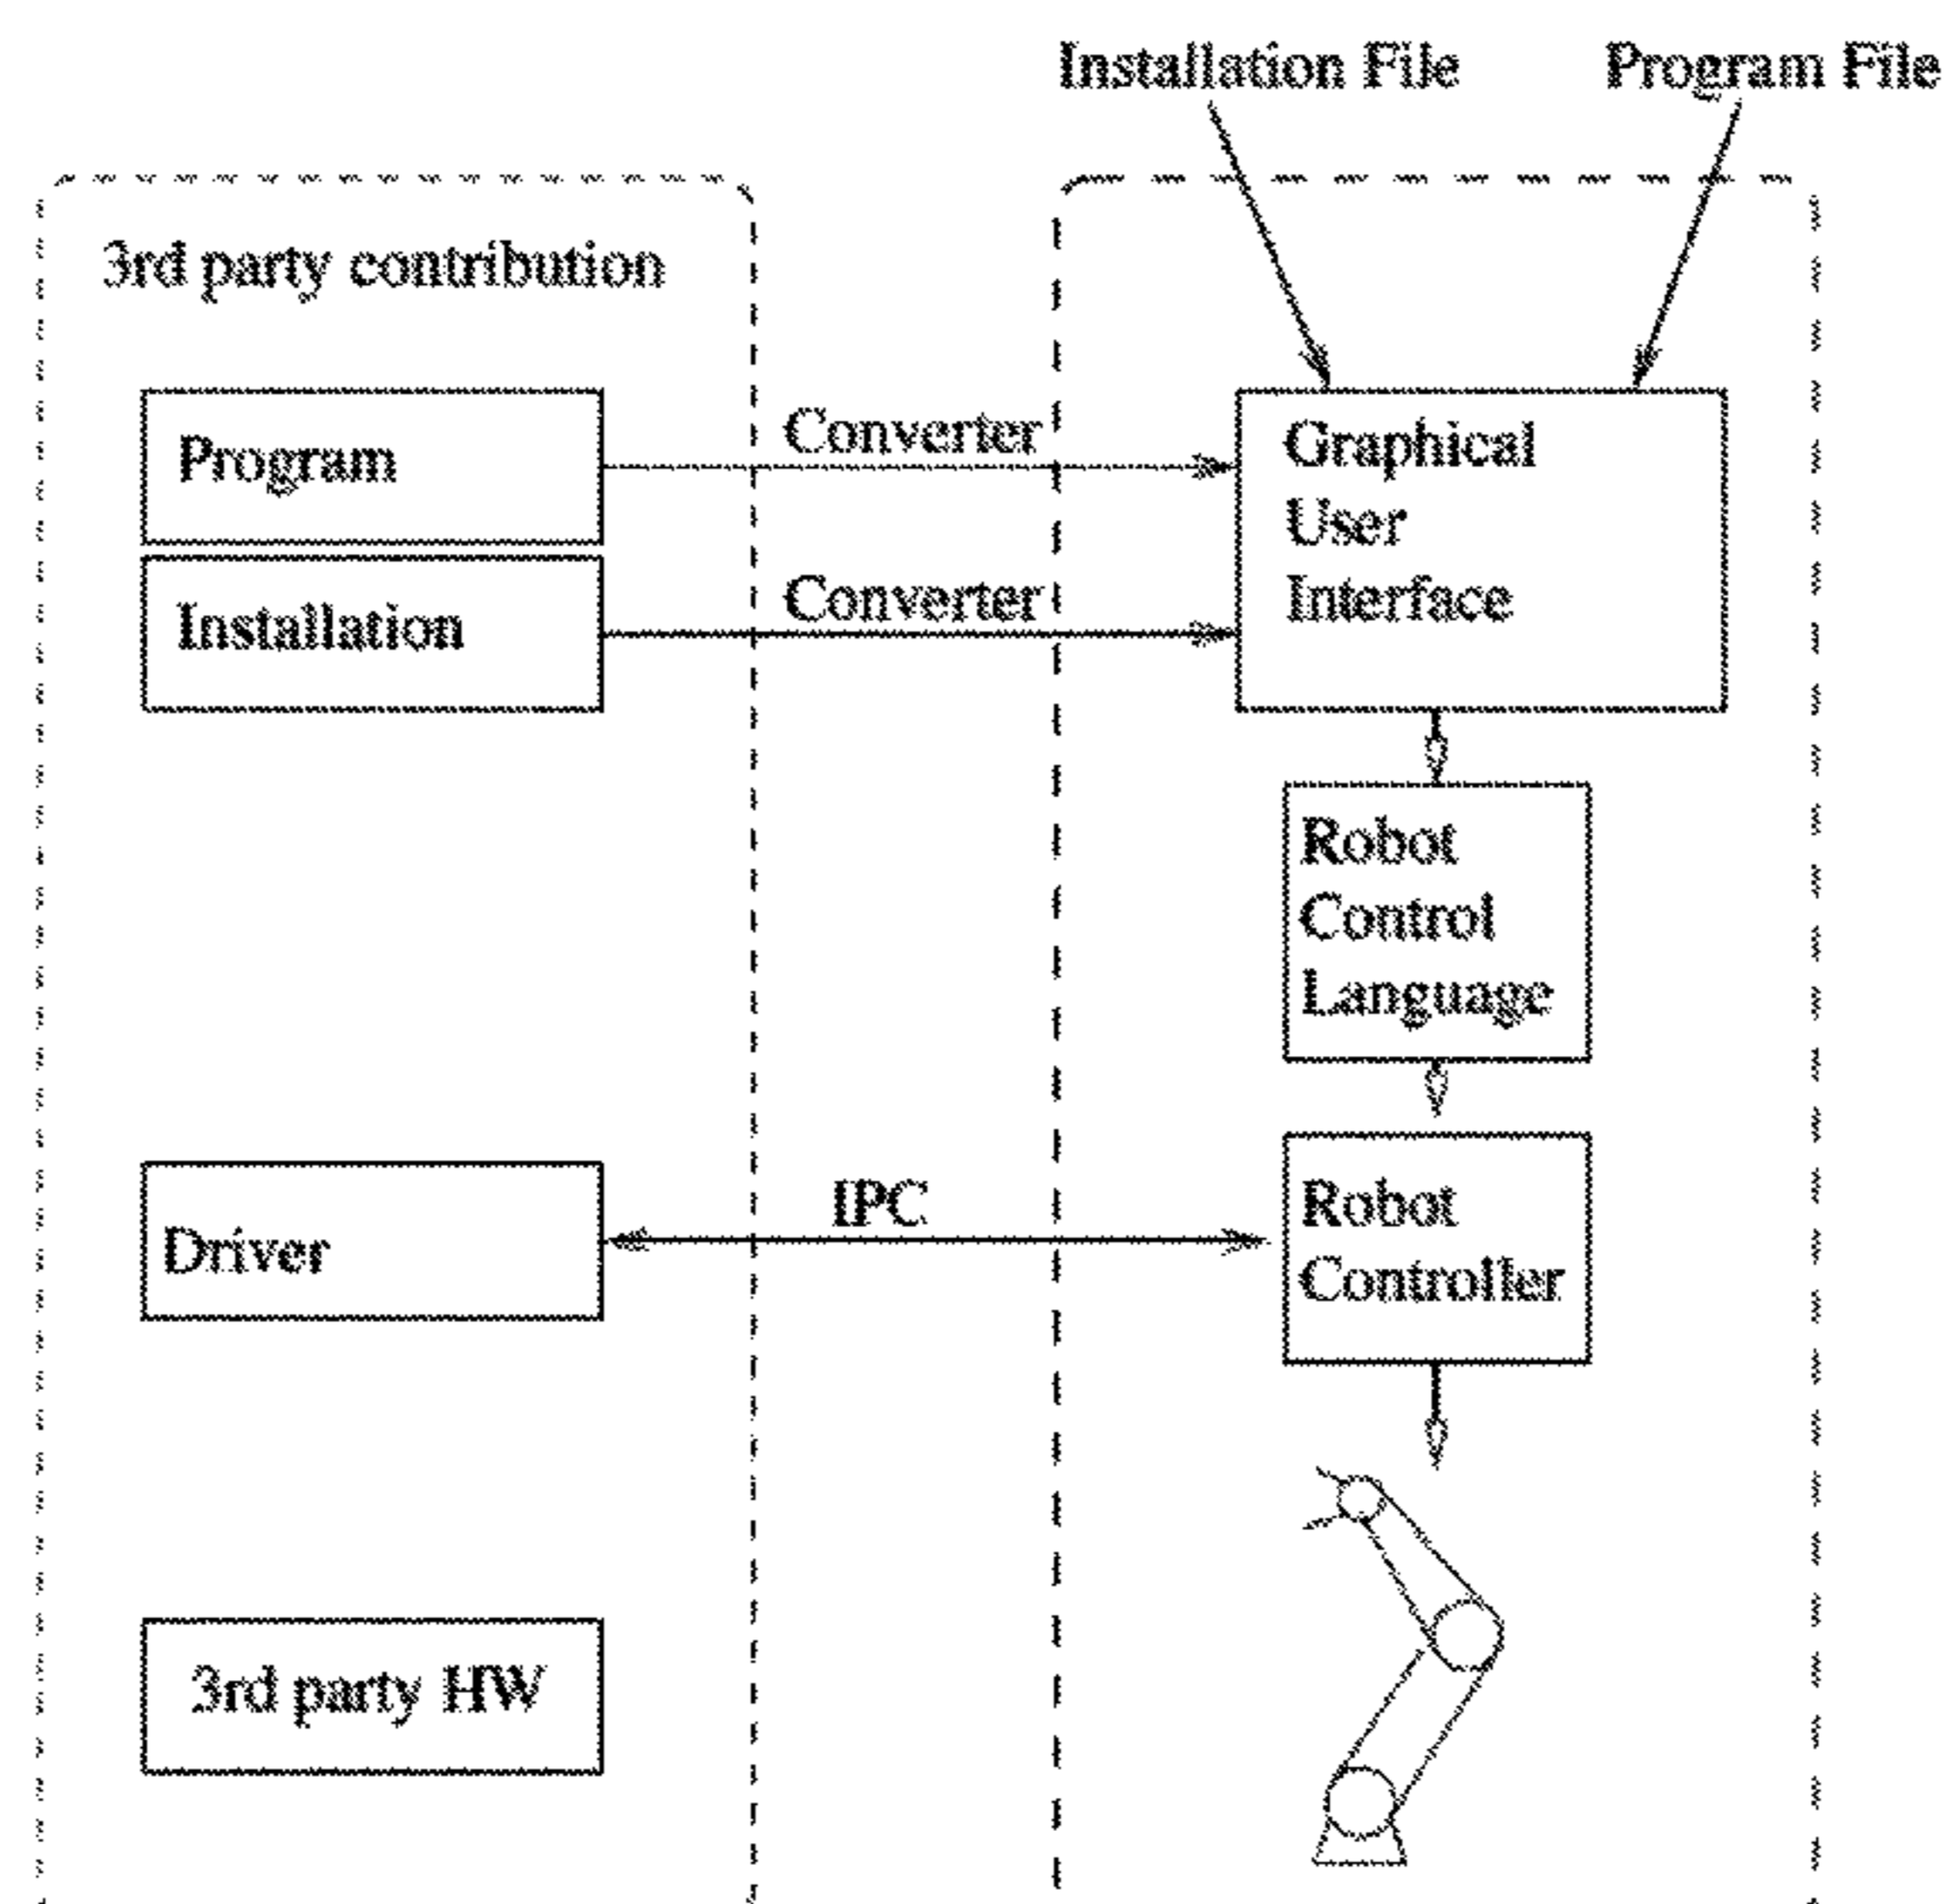 Installation File
Program File
3rd party contribution
Program
Converter
Graphical
User
Interface
Installation
Converter
Robot
Control
Language
Driver
IPC
Robot
Controller
3rd party HW